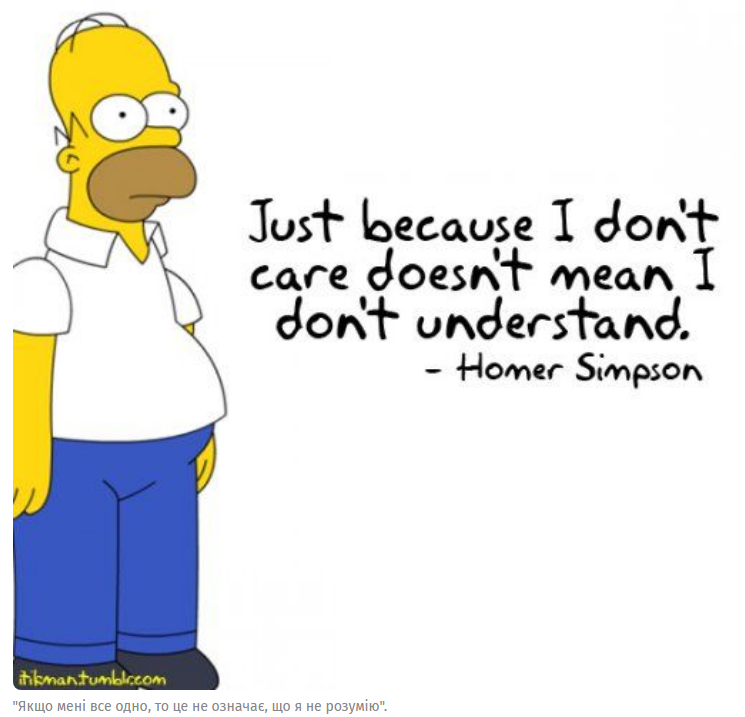 Just because I don't
care doesn't mean I
don't understand.
- Homer Simpson
itikman.tumblr.com
"Якщо мені все одно, то це не означає, що я не розумію".